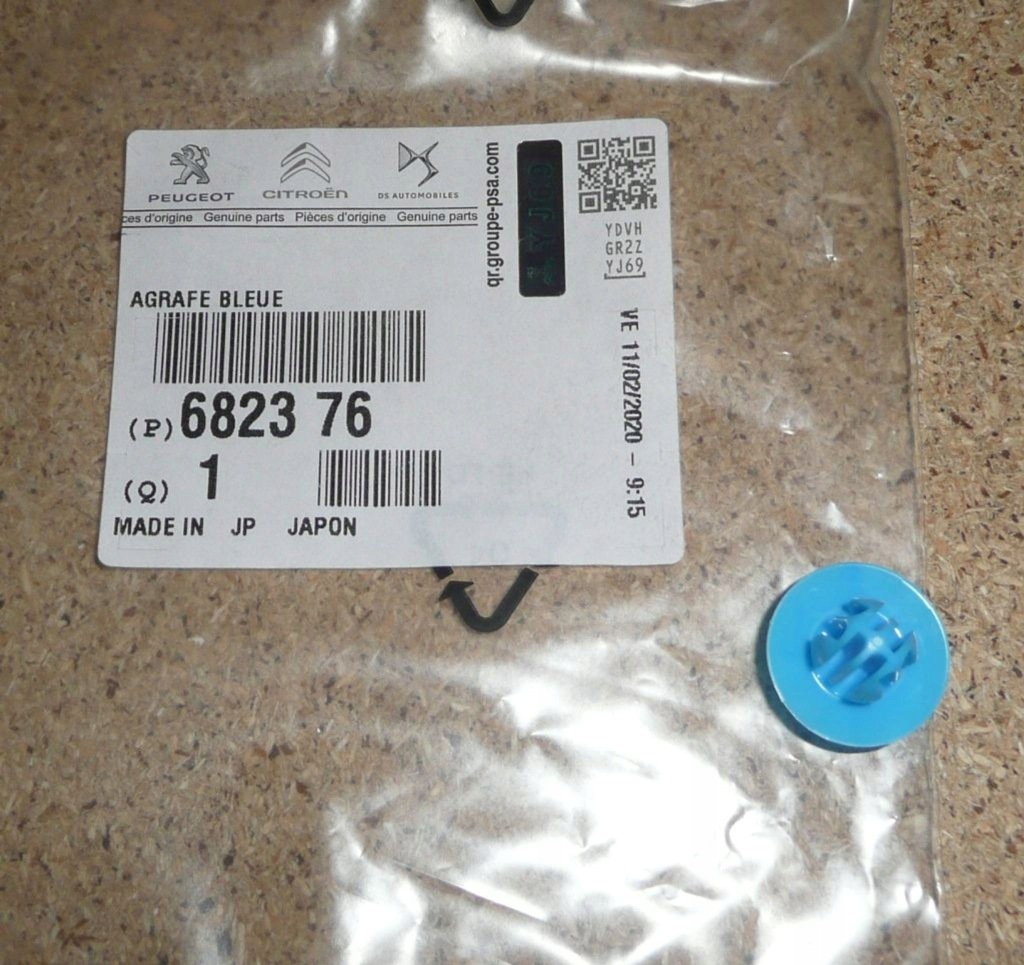 PEUGEOT
CITROËN
DS AUTOMOBILES
ces d'origine Genuine parts Pièces d'origine Genuine parts
AGRAFE BLEUE
(P) 6823 76
(Q) 1
MADE IN JP JAPON
qr.groupe-psa.com
YJ69
YDVH
GR2Z
YJ69
VE 11/02/2020 - 9:15